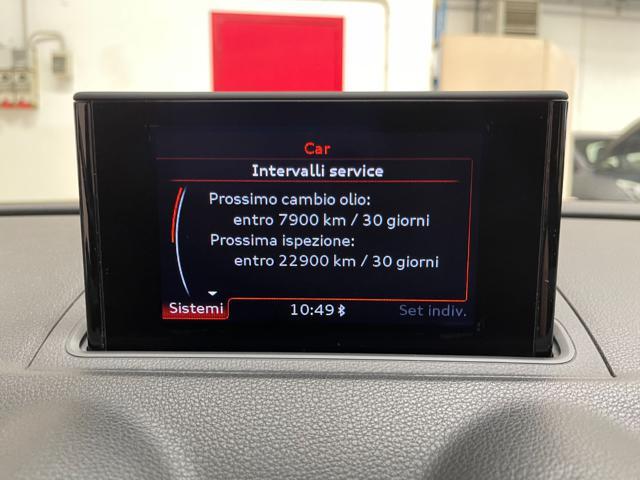 Car
Intervalli service
Prossimo cambio olio:
entro 7900 km / 30 giorni
Prossima ispezione:
entro 22900 km / 30 giorni
Sistemi
10:49
Set indiv.